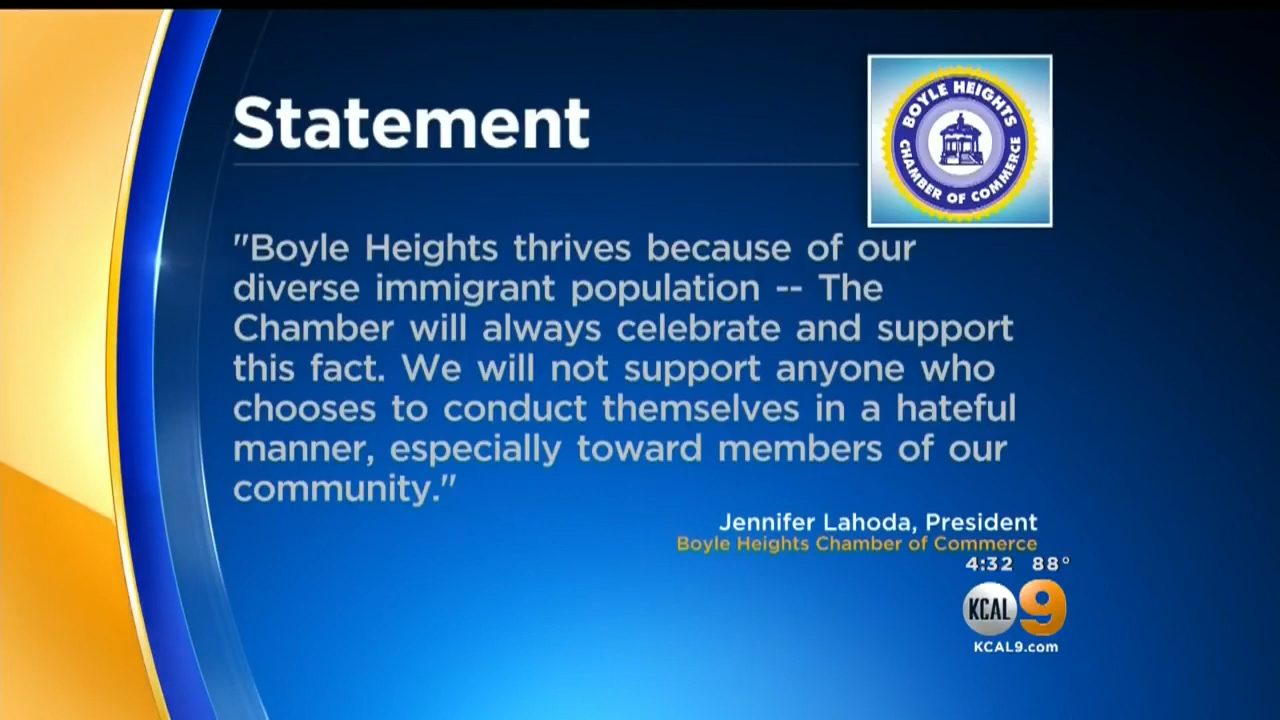 Statement
BOYLE HEIGHTS
CHAMBER OF COMMERCE
"Boyle Heights thrives because of our
diverse immigrant population -- The
Chamber will always celebrate and support
this fact. We will not support anyone who
chooses to conduct themselves in a hateful
manner, especially toward members of our
community."
Jennifer Lahoda, President
Boyle Heights Chamber of Commerce
4:32 88°
KCAL 9
KCAL9.com